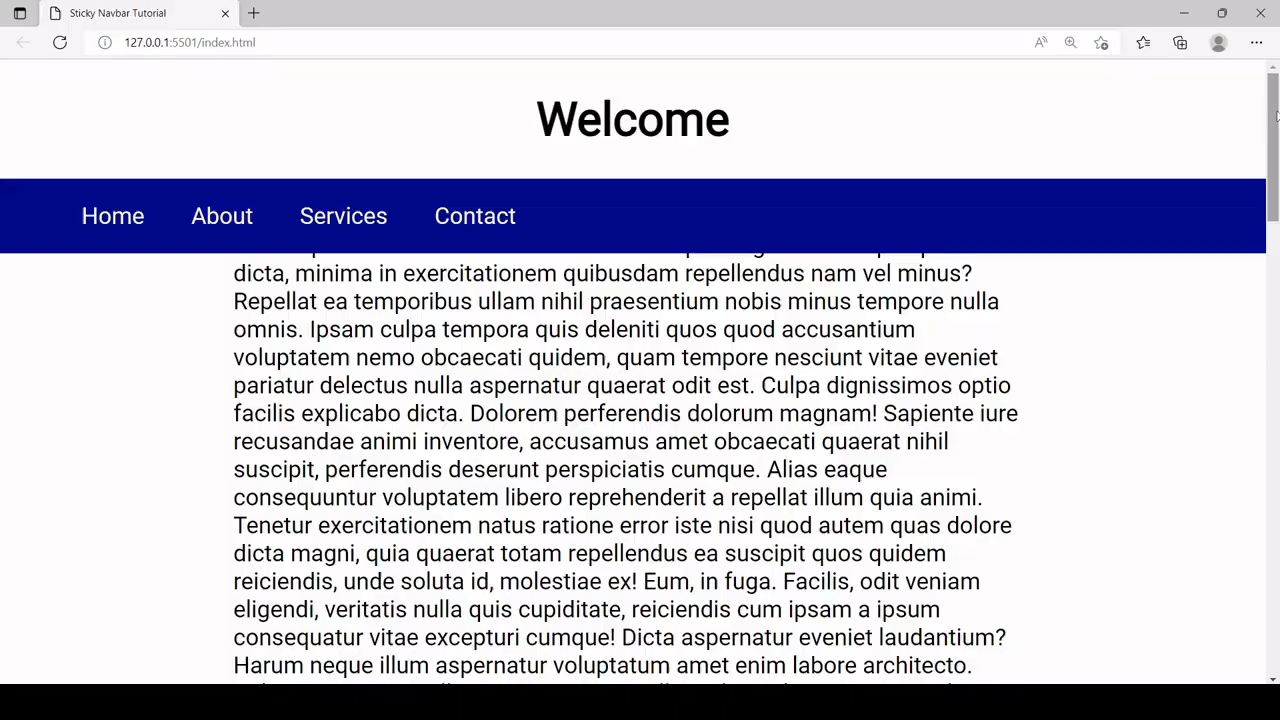 Sticky Navbar Tutorial
127.0.0.1:5501/index.html
Welcome
Home About Services Contact
dicta, minima in exercitationem quibusdam repellendus nam vel minus?
Repellat ea temporibus ullam nihil praesentium nobis minus tempore nulla
omnis. Ipsam culpa tempora quis deleniti quos quod accusantium
voluptatem nemo obcaecati quidem, quam tempore nesciunt vitae eveniet
pariatur delectus nulla aspernatur quaerat odit est. Culpa dignissimos optio
facilis explicabo dicta. Dolorem perferendis dolorum magnam! Sapiente iure
recusandae animi inventore, accusamus amet obcaecati quaerat nihil
suscipit, perferendis deserunt perspiciatis cumque. Alias eaque
consequuntur voluptatem libero reprehenderit a repellat illum quia animi.
Tenetur exercitationem natus ratione error iste nisi quod autem quas dolore
dicta magni, quia quaerat totam repellendus ea suscipit quos quidem
reiciendis, unde soluta id, molestiae ex! Eum, in fuga. Facilis, odit veniam
eligendi, veritatis nulla quis cupiditate, reiciendis cum ipsam a ipsum
consequatur vitae excepturi cumque! Dicta aspernatur eveniet laudantium?
Harum neque illum aspernatur voluptatum amet enim labore architecto.